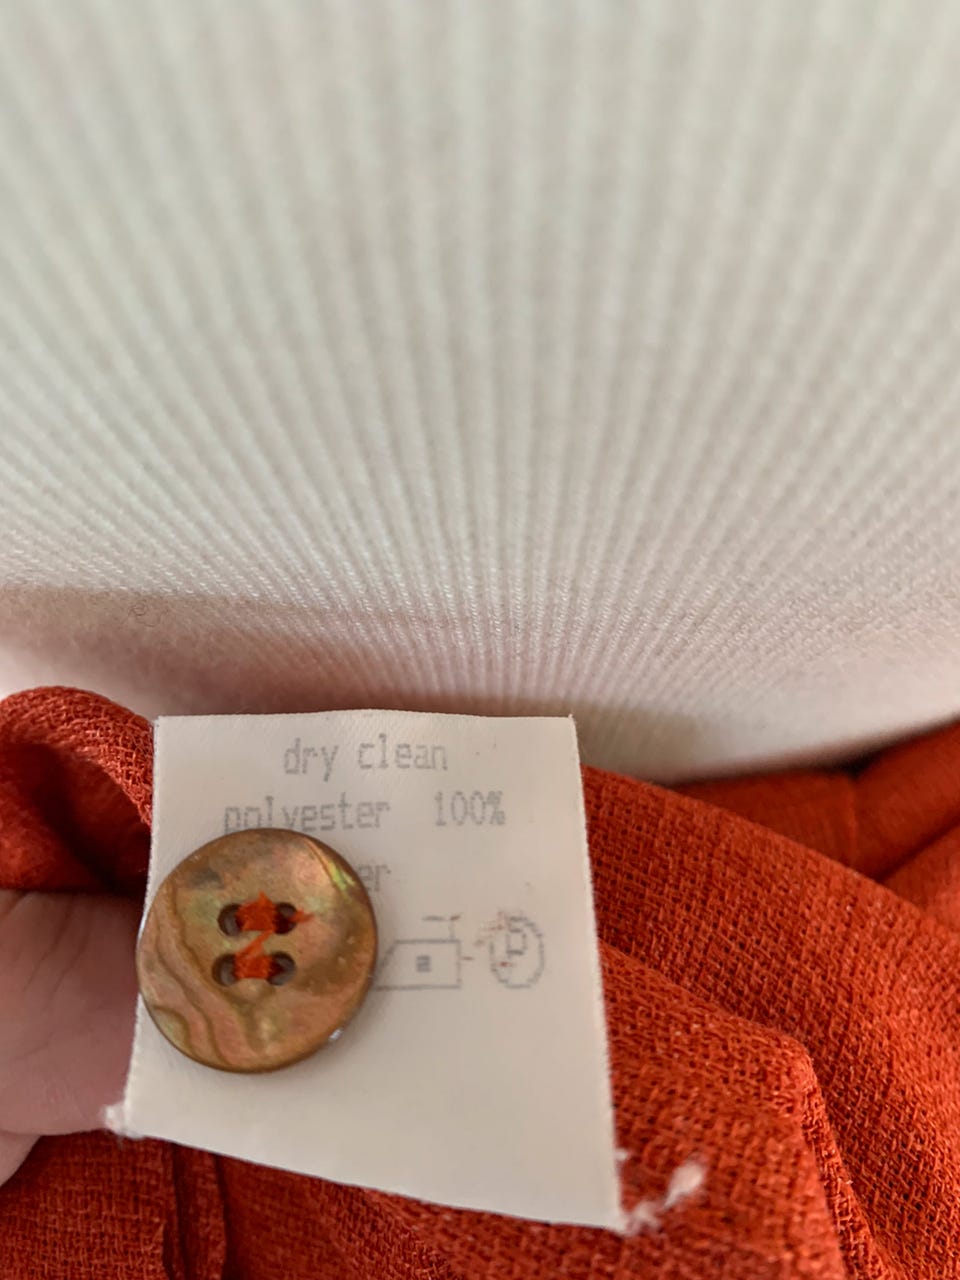 dry clean
polyester 100%
P